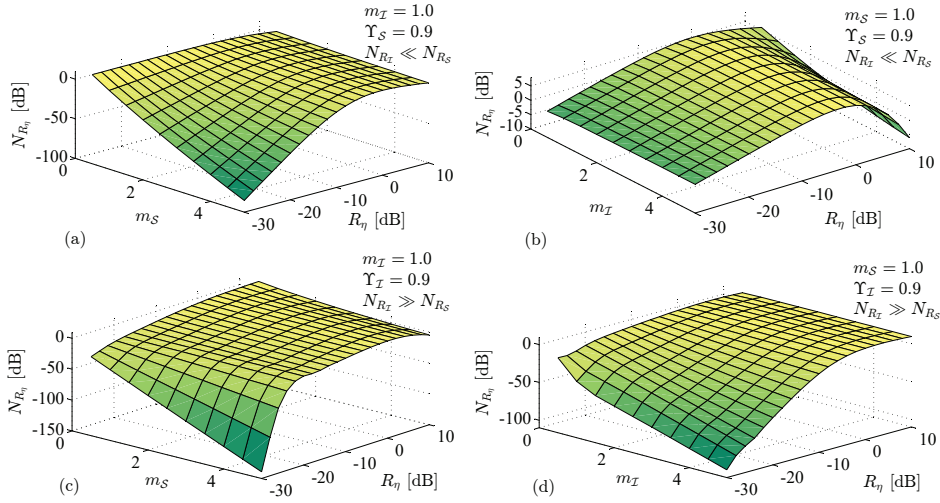 (a)
m_I = 1.0
Υ_S = 0.9
N_{R_I} ≪ N_{R_S}
N_{R_η} [dB]
0
-50
-100
0
2
4
m_S
-30
-20
-10
0
10
R_η [dB]
(b)
m_S = 1.0
Υ_S = 0.9
N_{R_I} ≪ N_{R_S}
N_{R_η} [dB]
5
0
-5
-10
0
2
4
m_I
-30
-20
-10
0
10
R_η [dB]
(c)
m_I = 1.0
Υ_I = 0.9
N_{R_I} ≫ N_{R_S}
N_{R_η} [dB]
0
-50
-100
-150
0
2
4
m_S
-30
-20
-10
0
10
R_η [dB]
(d)
m_S = 1.0
Υ_I = 0.9
N_{R_I} ≫ N_{R_S}
N_{R_η} [dB]
0
-50
-100
0
2
4
m_I
-30
-20
-10
0
10
R_η [dB]